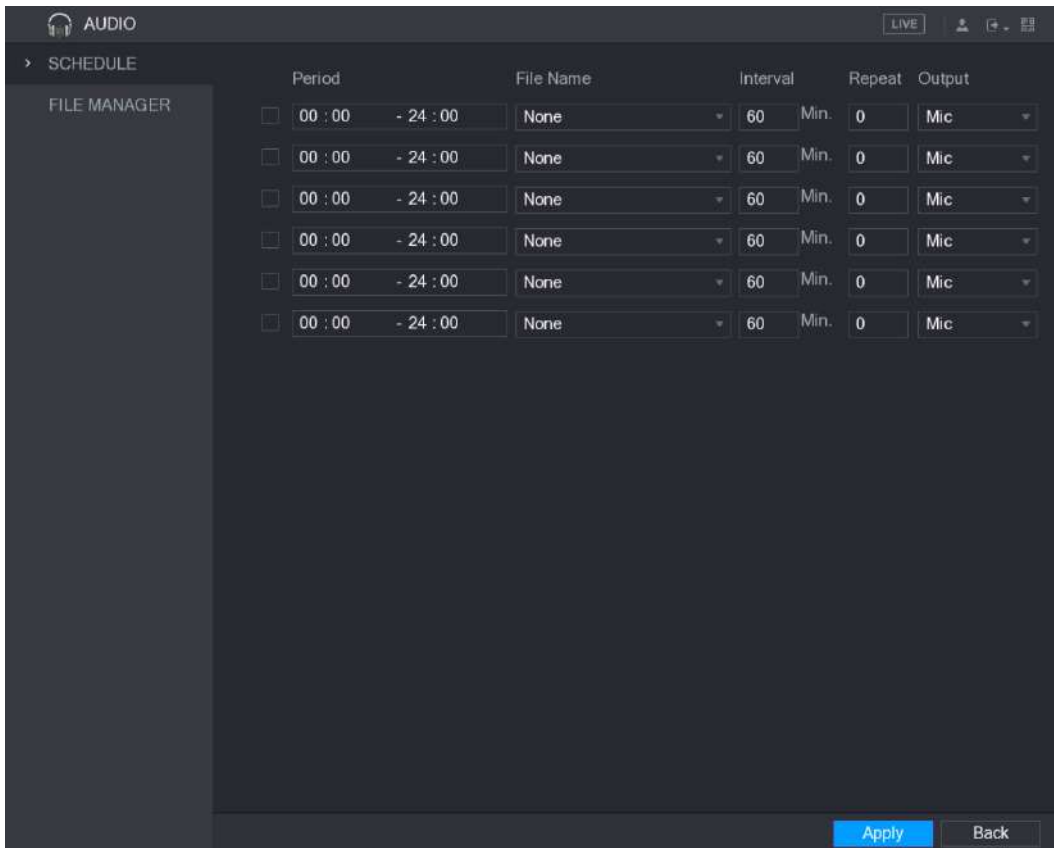 AUDIO LIVE
SCHEDULE
FILE MANAGER
Period File Name Interval Repeat Output
00 : 00 - 24 : 00 None 60 Min. 0 Mic
00 : 00 - 24 : 00 None 60 Min. 0 Mic
00 : 00 - 24 : 00 None 60 Min. 0 Mic
00 : 00 - 24 : 00 None 60 Min. 0 Mic
00 : 00 - 24 : 00 None 60 Min. 0 Mic
00 : 00 - 24 : 00 None 60 Min. 0 Mic
Apply Back